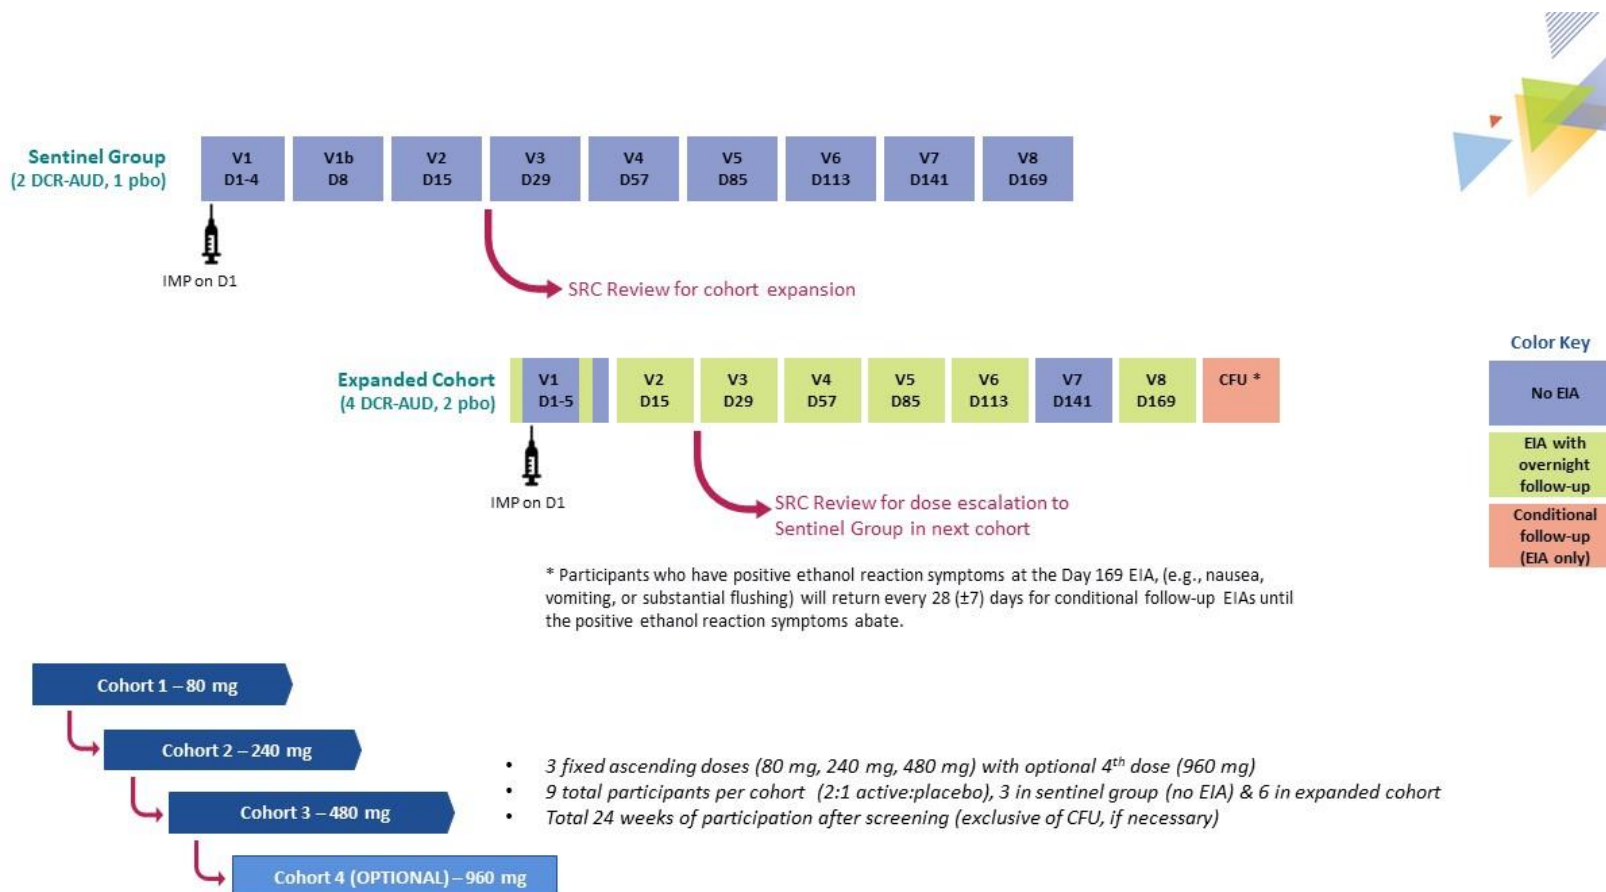 Sentinel Group
(2 DCR-AUD, 1 pbo)
V1
D1-4
V1b
D8
V2
D15
V3
D29
V4
D57
V5
D85
V6
D113
V7
D141
V8
D169
IMP on D1
SRC Review for cohort expansion
Expanded Cohort
(4 DCR-AUD, 2 pbo)
V1
D1-5
V2
D15
V3
D29
V4
D57
V5
D85
V6
D113
V7
D141
V8
D169
CFU *
IMP on D1
SRC Review for dose escalation to
Sentinel Group in next cohort
Color Key
No EIA
EIA with
overnight
follow-up
Conditional
follow-up
(EIA only)
* Participants who have positive ethanol reaction symptoms at the Day 169 EIA, (e.g., nausea,
vomiting, or substantial flushing) will return every 28 (±7) days for conditional follow-up EIAs until
the positive ethanol reaction symptoms abate.
Cohort 1 – 80 mg
Cohort 2 – 240 mg
Cohort 3 – 480 mg
Cohort 4 (OPTIONAL) – 960 mg
• 3 fixed ascending doses (80 mg, 240 mg, 480 mg) with optional 4th dose (960 mg)
• 9 total participants per cohort (2:1 active:placebo), 3 in sentinel group (no EIA) & 6 in expanded cohort
• Total 24 weeks of participation after screening (exclusive of CFU, if necessary)